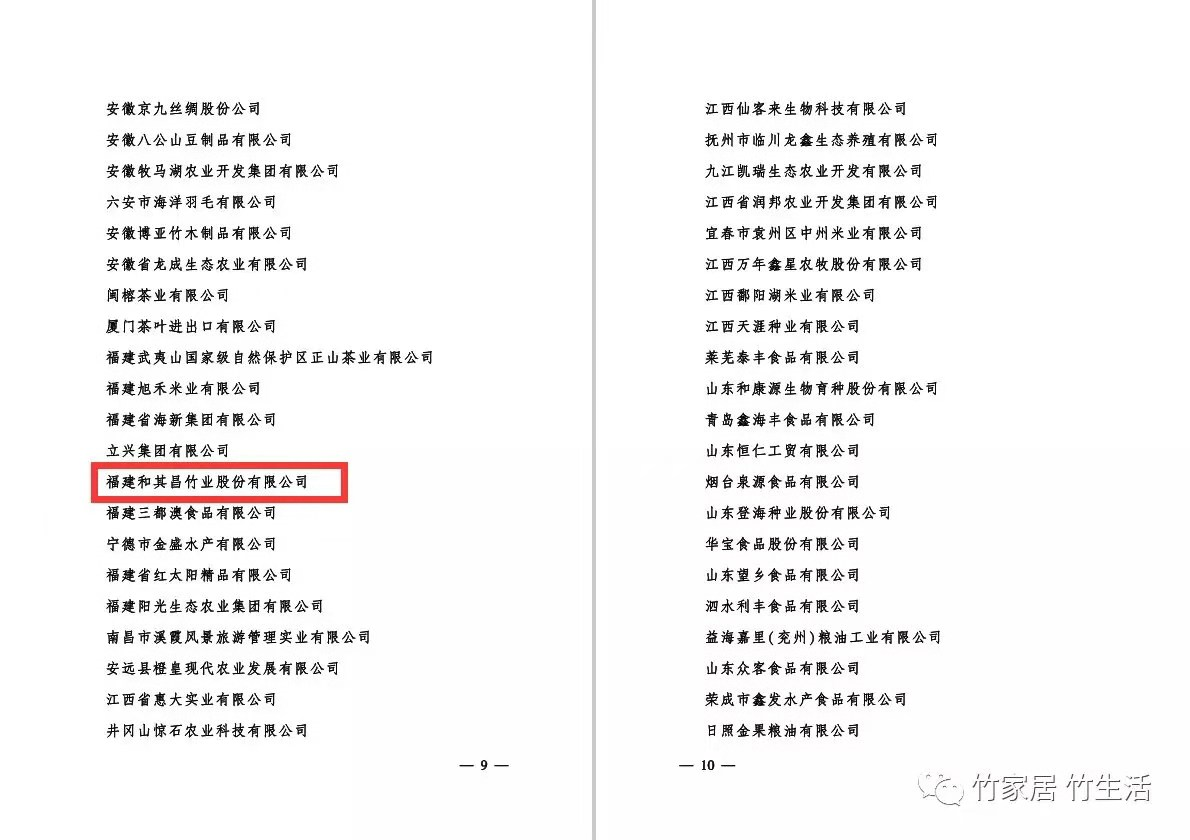 安徽京九丝绸股份公司
安徽八公山豆制品有限公司
安徽牧马湖农业开发集团有限公司
六安市海洋羽毛有限公司
安徽博亚竹木制品有限公司
安徽省龙成生态农业有限公司
闽榕茶业有限公司
厦门茶叶进出口有限公司
福建武夷山国家级自然保护区正山茶业有限公司
福建旭禾米业有限公司
福建省海新集团有限公司
立兴集团有限公司
福建和其昌竹业股份有限公司
福建三都澳食品有限公司
宁德市金盛水产有限公司
福建省红太阳精品有限公司
福建阳光生态农业集团有限公司
南昌市溪霞风景旅游管理实业有限公司
安远县橙皇现代农业发展有限公司
江西省惠大实业有限公司
井冈山惊石农业科技有限公司
— 9 —
江西仙客来生物科技有限公司
抚州市临川龙鑫生态养殖有限公司
九江凯瑞生态农业开发有限公司
江西省润邦农业开发集团有限公司
宜春市袁州区中州米业有限公司
江西万年鑫星农牧股份有限公司
江西鄱阳湖米业有限公司
江西天涯种业有限公司
莱芜泰丰食品有限公司
山东和康源生物育种股份有限公司
青岛鑫海丰食品有限公司
山东恒仁工贸有限公司
烟台泉源食品有限公司
山东登海种业股份有限公司
华宝食品股份有限公司
山东望乡食品有限公司
泗水利丰食品有限公司
益海嘉里(兖州)粮油工业有限公司
山东众客食品有限公司
荣成市鑫发水产食品有限公司
日照金果粮油有限公司
— 10 —
竹家居 竹生活